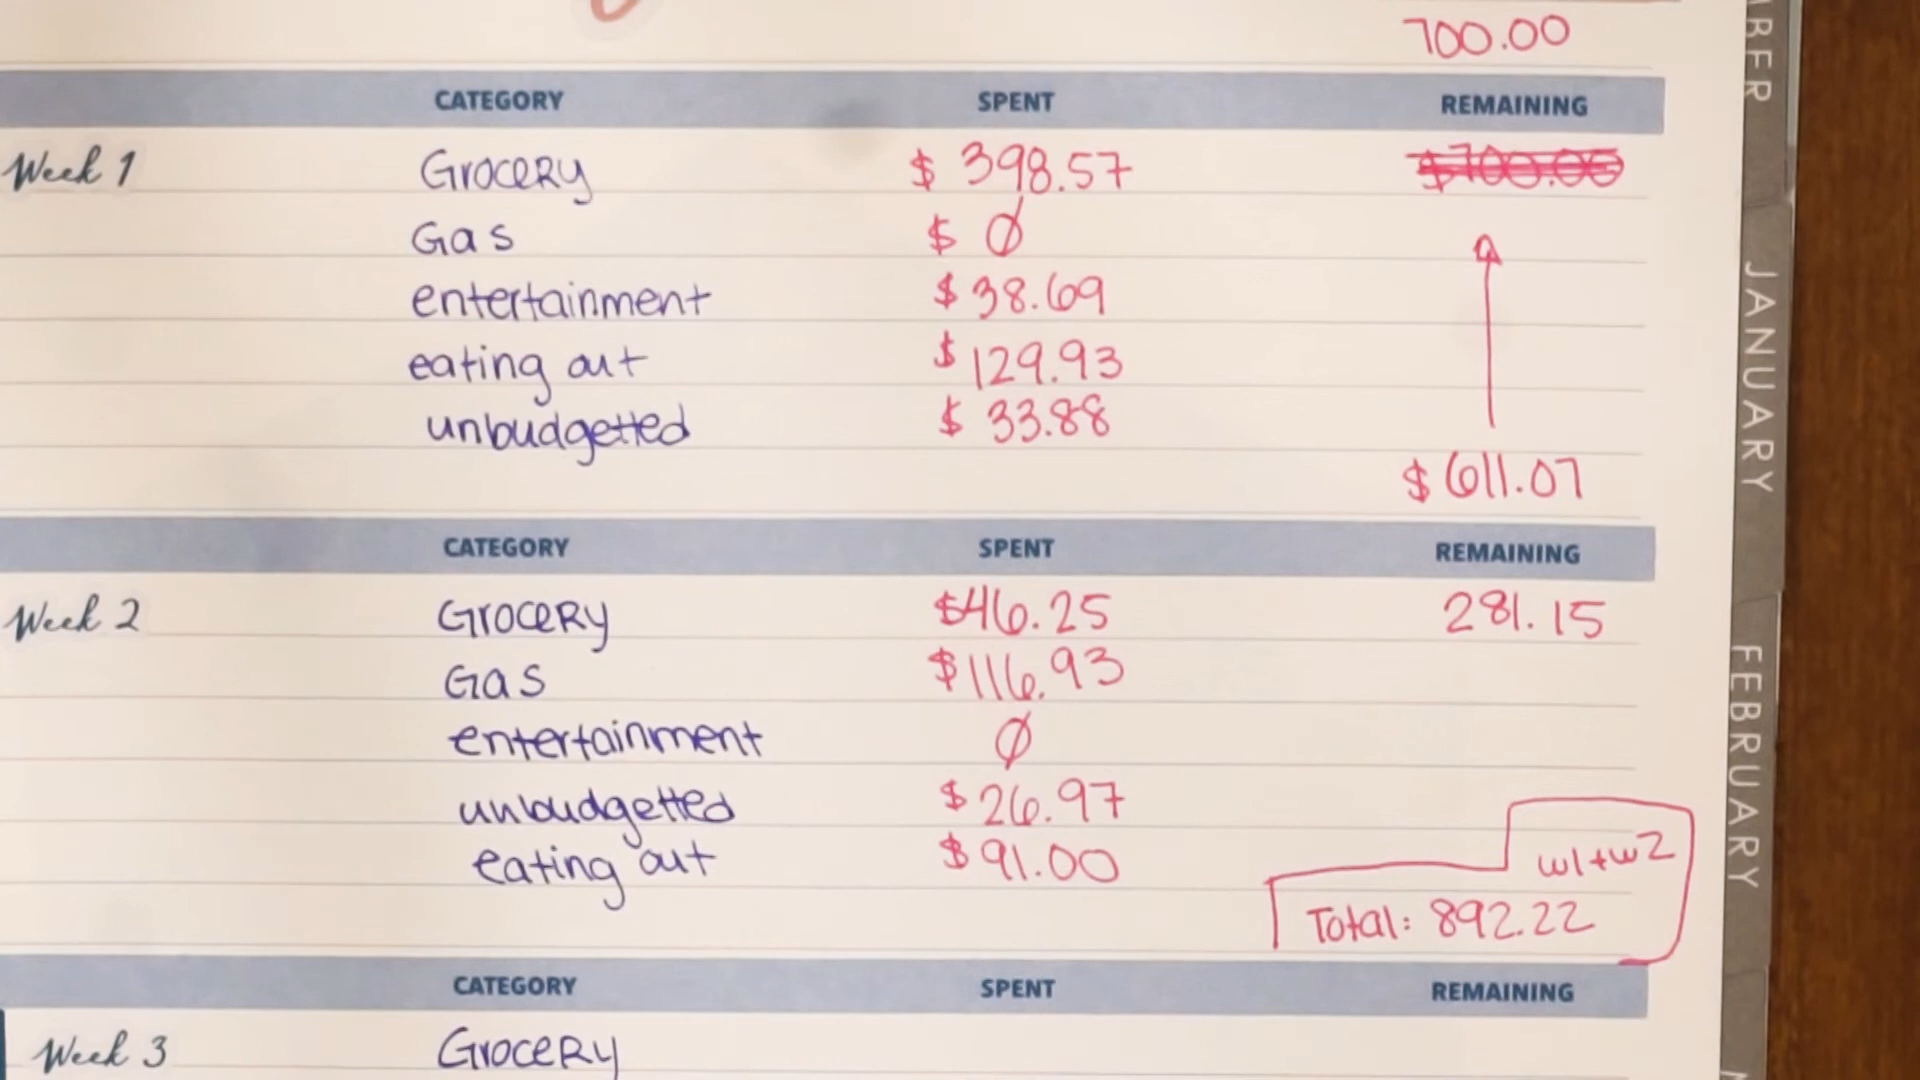 700.00
CATEGORY SPENT REMAINING
Week 1 Grocery $ 398.57 $700.00
Gas $ Ø
entertainment $38.69
eating out $129.93
unbudgetted $ 33.88
$611.07
CATEGORY SPENT REMAINING
Week 2 Grocery $46.25 281.15
Gas $116.93
entertainment Ø
unbudgetted $26.97
eating out $91.00
W1+W2
Total: 892.22
CATEGORY SPENT REMAINING
Week 3 Grocery
BER
JANUARY
FEBRUARY